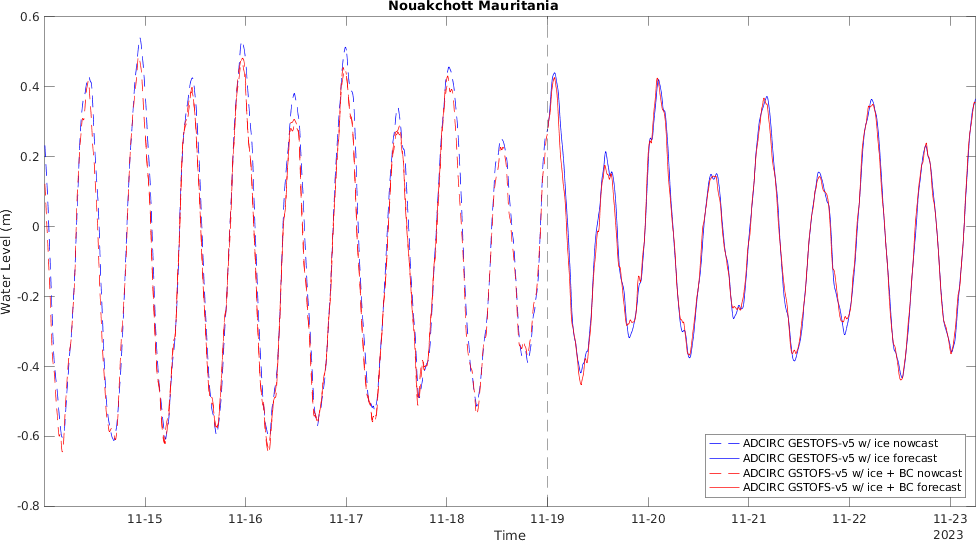 Nouakchott Mauritania
0.6
0.4
0.2
0
-0.2
-0.4
-0.6
-0.8
Water Level (m)
ADCIRC GESTOFS-v5 w/ ice nowcast
ADCIRC GESTOFS-v5 w/ ice forecast
ADCIRC GSTOFS-v5 w/ ice + BC nowcast
ADCIRC GSTOFS-v5 w/ ice + BC forecast
11-15 11-16 11-17 11-18 11-19 11-20 11-21 11-22 11-23
Time 2023